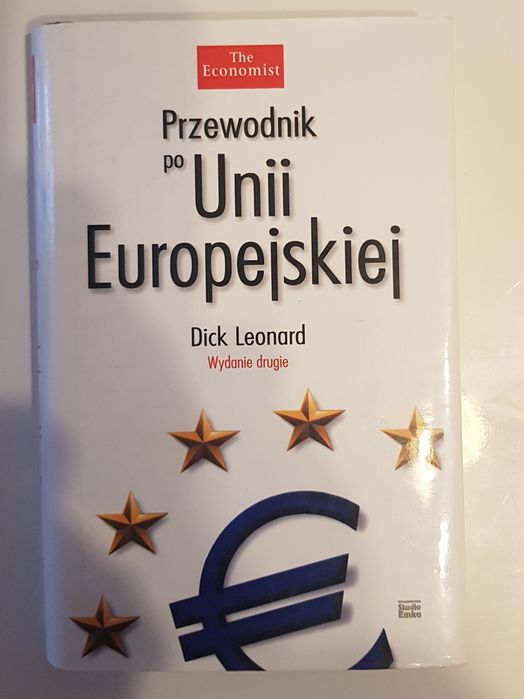 The
Economist
Przewodnik
po Unii
Europejskiej
Dick Leonard
Wydanie drugie
Studio
Emka